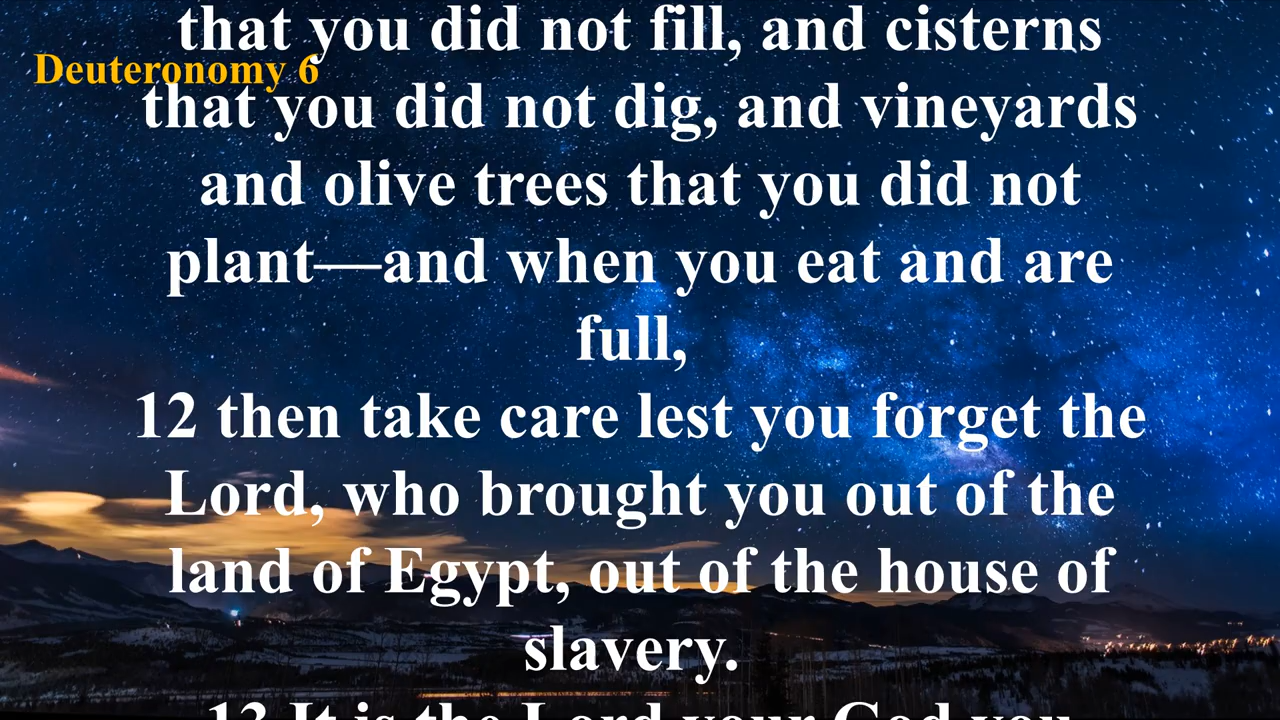 that you did not fill, and cisterns
Deuteronomy 6
that you did not dig, and vineyards
and olive trees that you did not
plant—and when you eat and are
full,
12 then take care lest you forget the
Lord, who brought you out of the
land of Egypt, out of the house of
slavery.
13 It is the Lord your God you